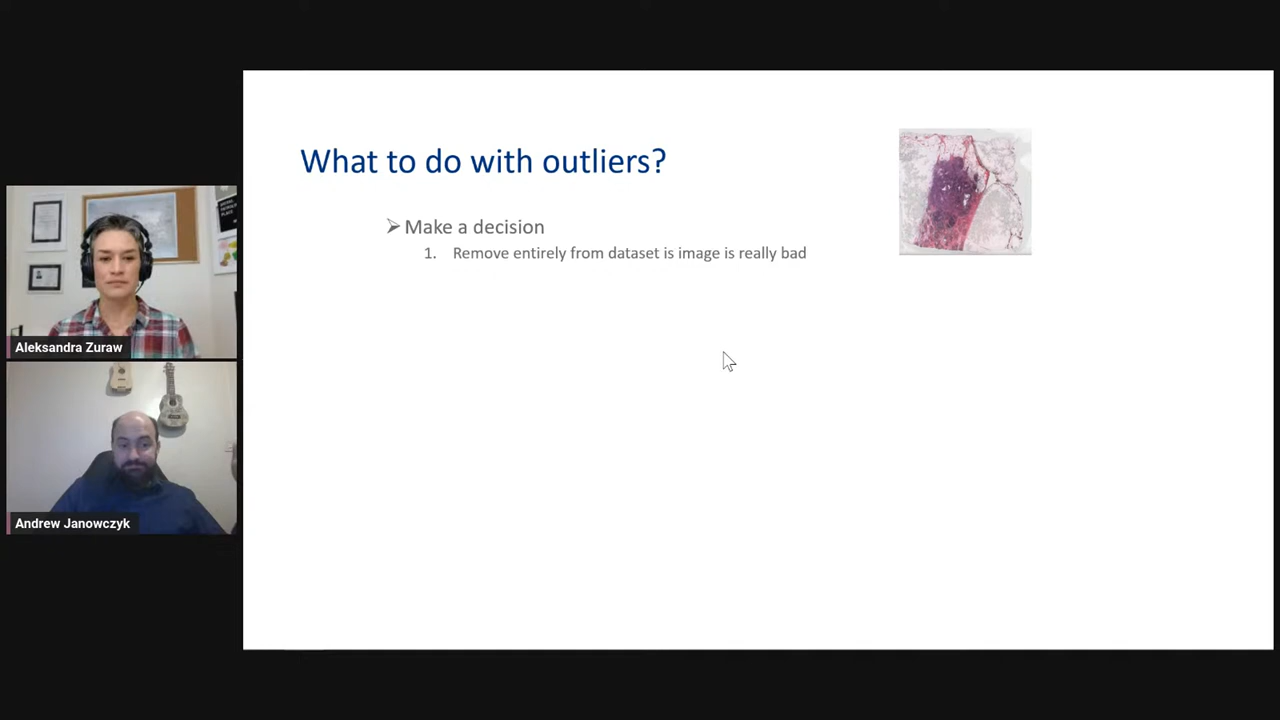 What to do with outliers?
Make a decision
1. Remove entirely from dataset is image is really bad
Aleksandra Zuraw
Andrew Janowczyk